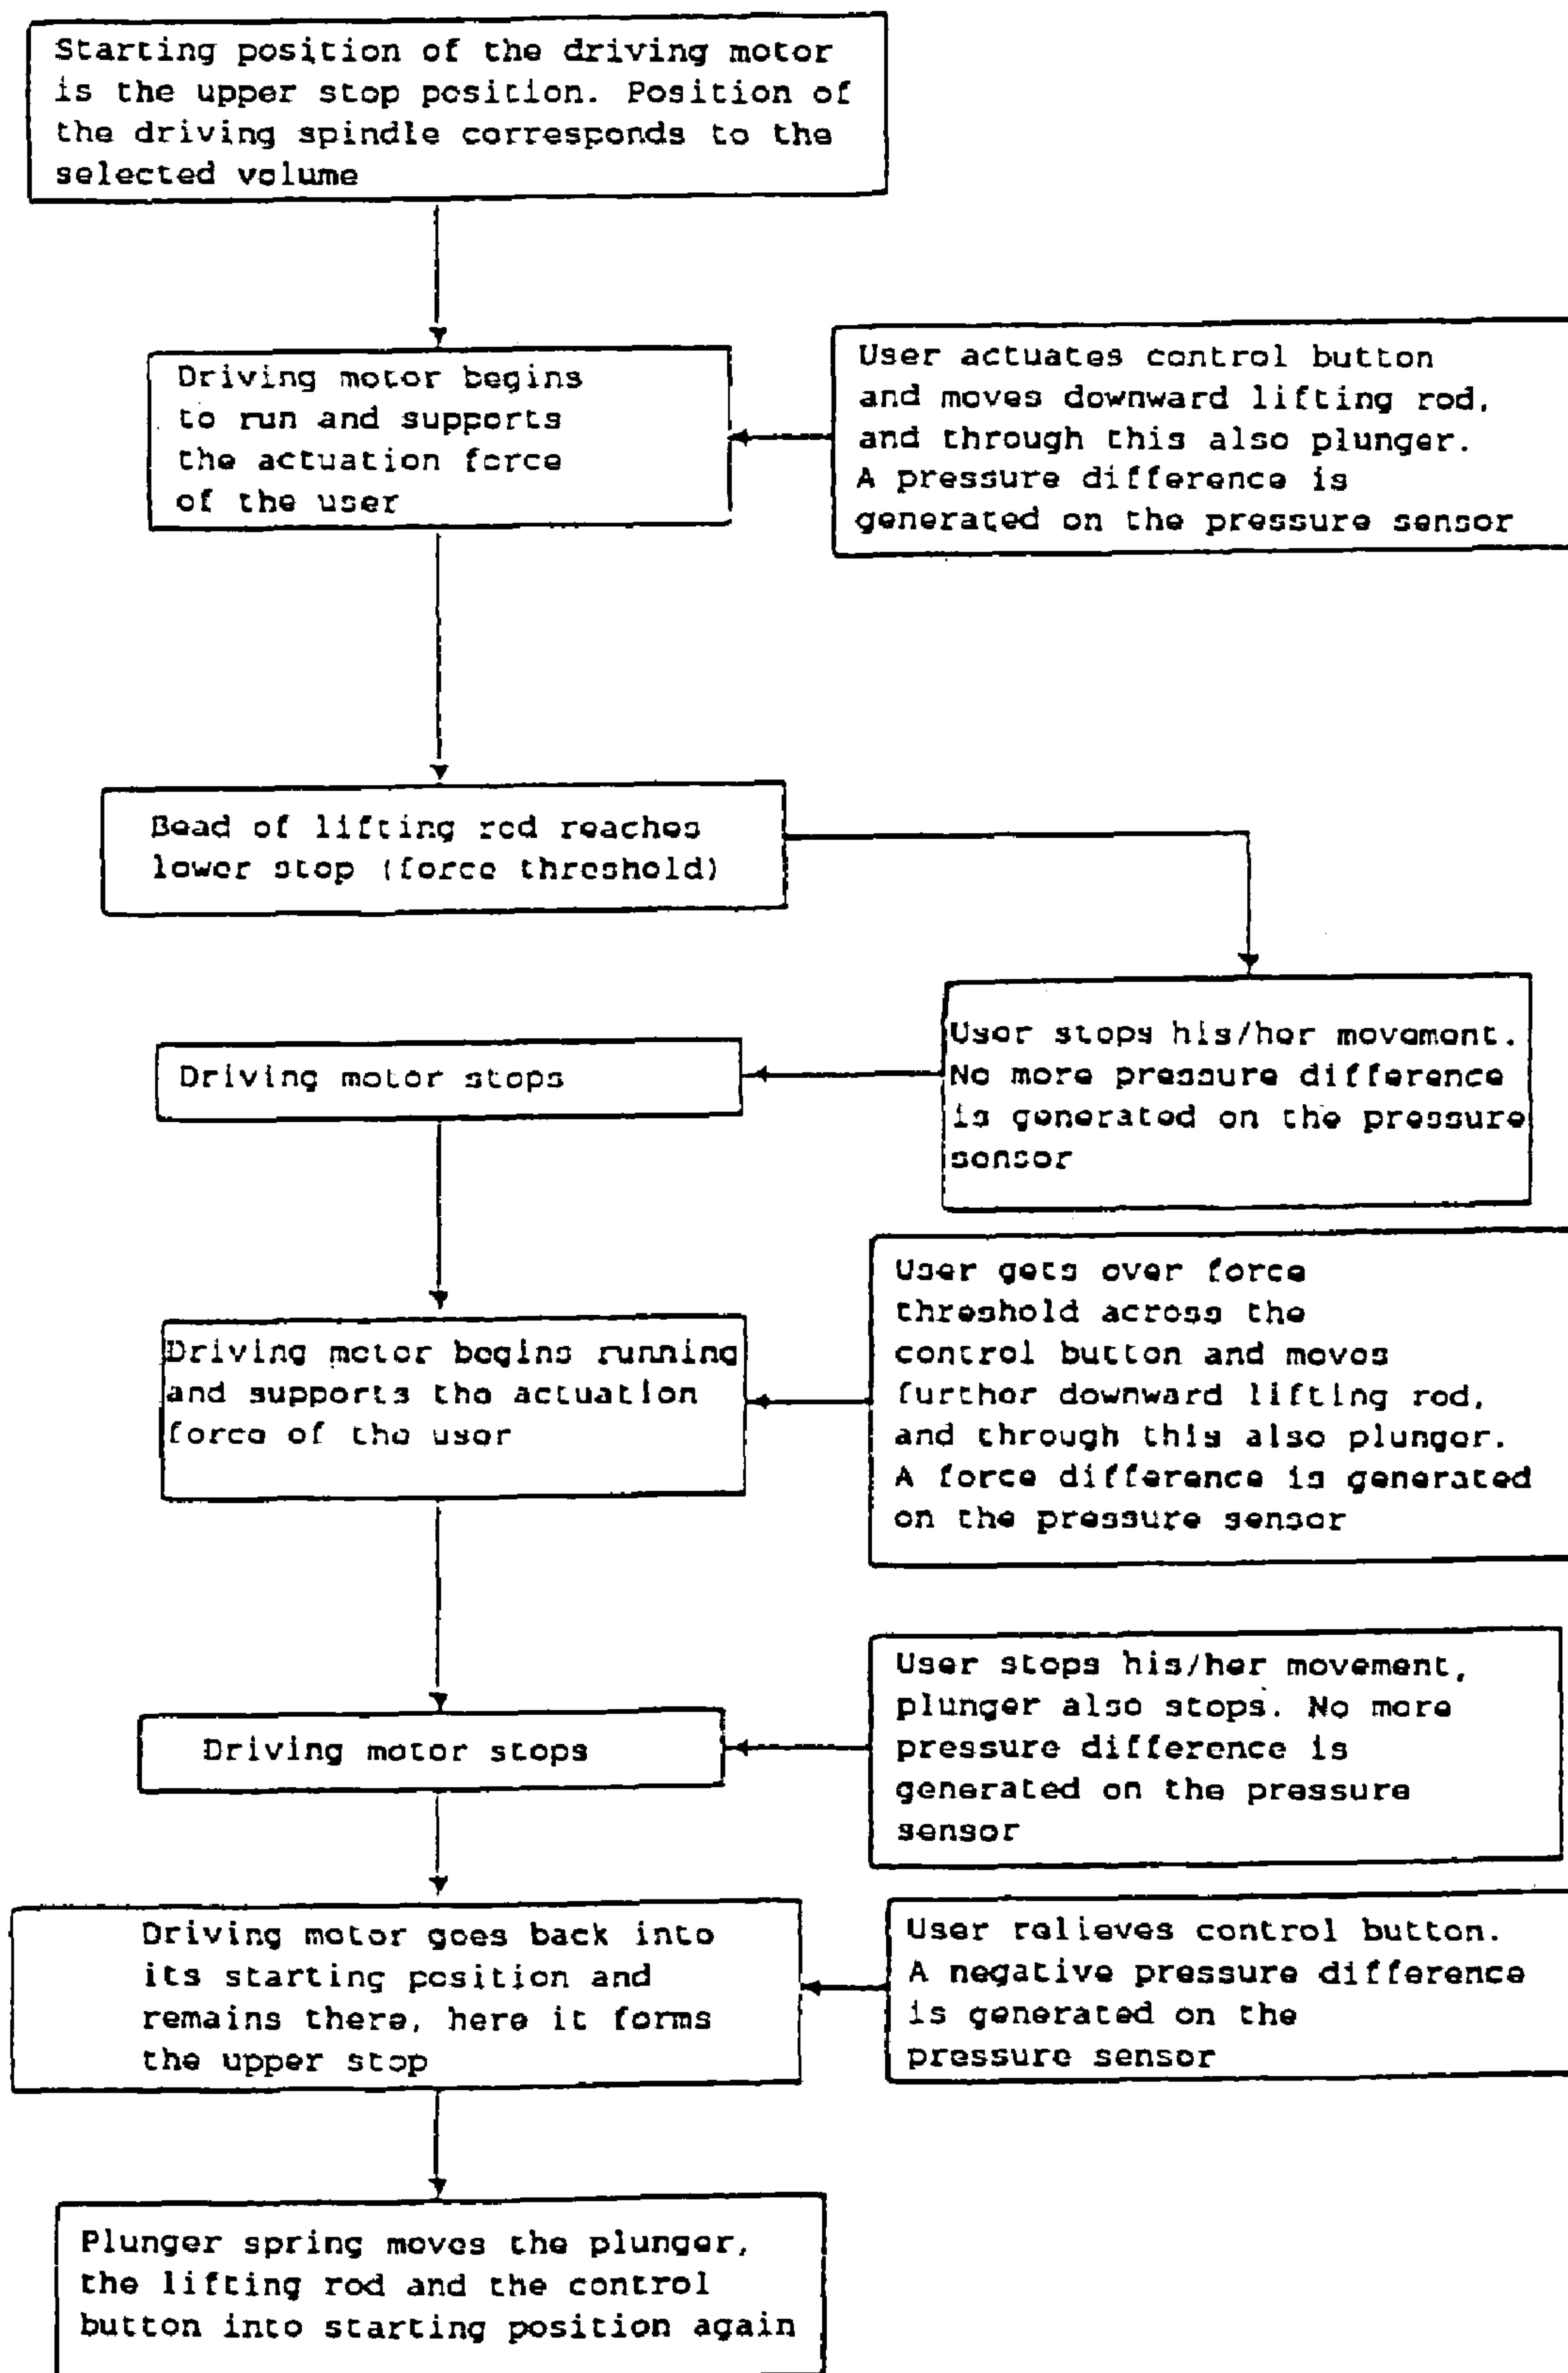 Starting position of the driving motor
is the upper stop position. Position of
the driving spindle corresponds to the
selected volume
Driving motor begins
to run and supports
the actuation force
of the user
User actuates control button
and moves downward lifting rod,
and through this also plunger.
A pressure difference is
generated on the pressure sensor
Bead of lifting rod reaches
lower stop (force threshold)
User stops his/her movement.
No more pressure difference
is generated on the pressure
sensor
Driving motor stops
User gets over force
threshold across the
control button and moves
further downward lifting rod,
and through this also plunger.
A force difference is generated
on the pressure sensor
Driving motor begins running
and supports the actuation
force of the user
User stops his/her movement,
plunger also stops. No more
pressure difference is
generated on the pressure
sensor
Driving motor stops
User relieves control button.
A negative pressure difference
is generated on the
pressure sensor
Driving motor goes back into
its starting position and
remains there, here it forms
the upper stop
Plunger spring moves the plunger,
the lifting rod and the control
button into starting position again